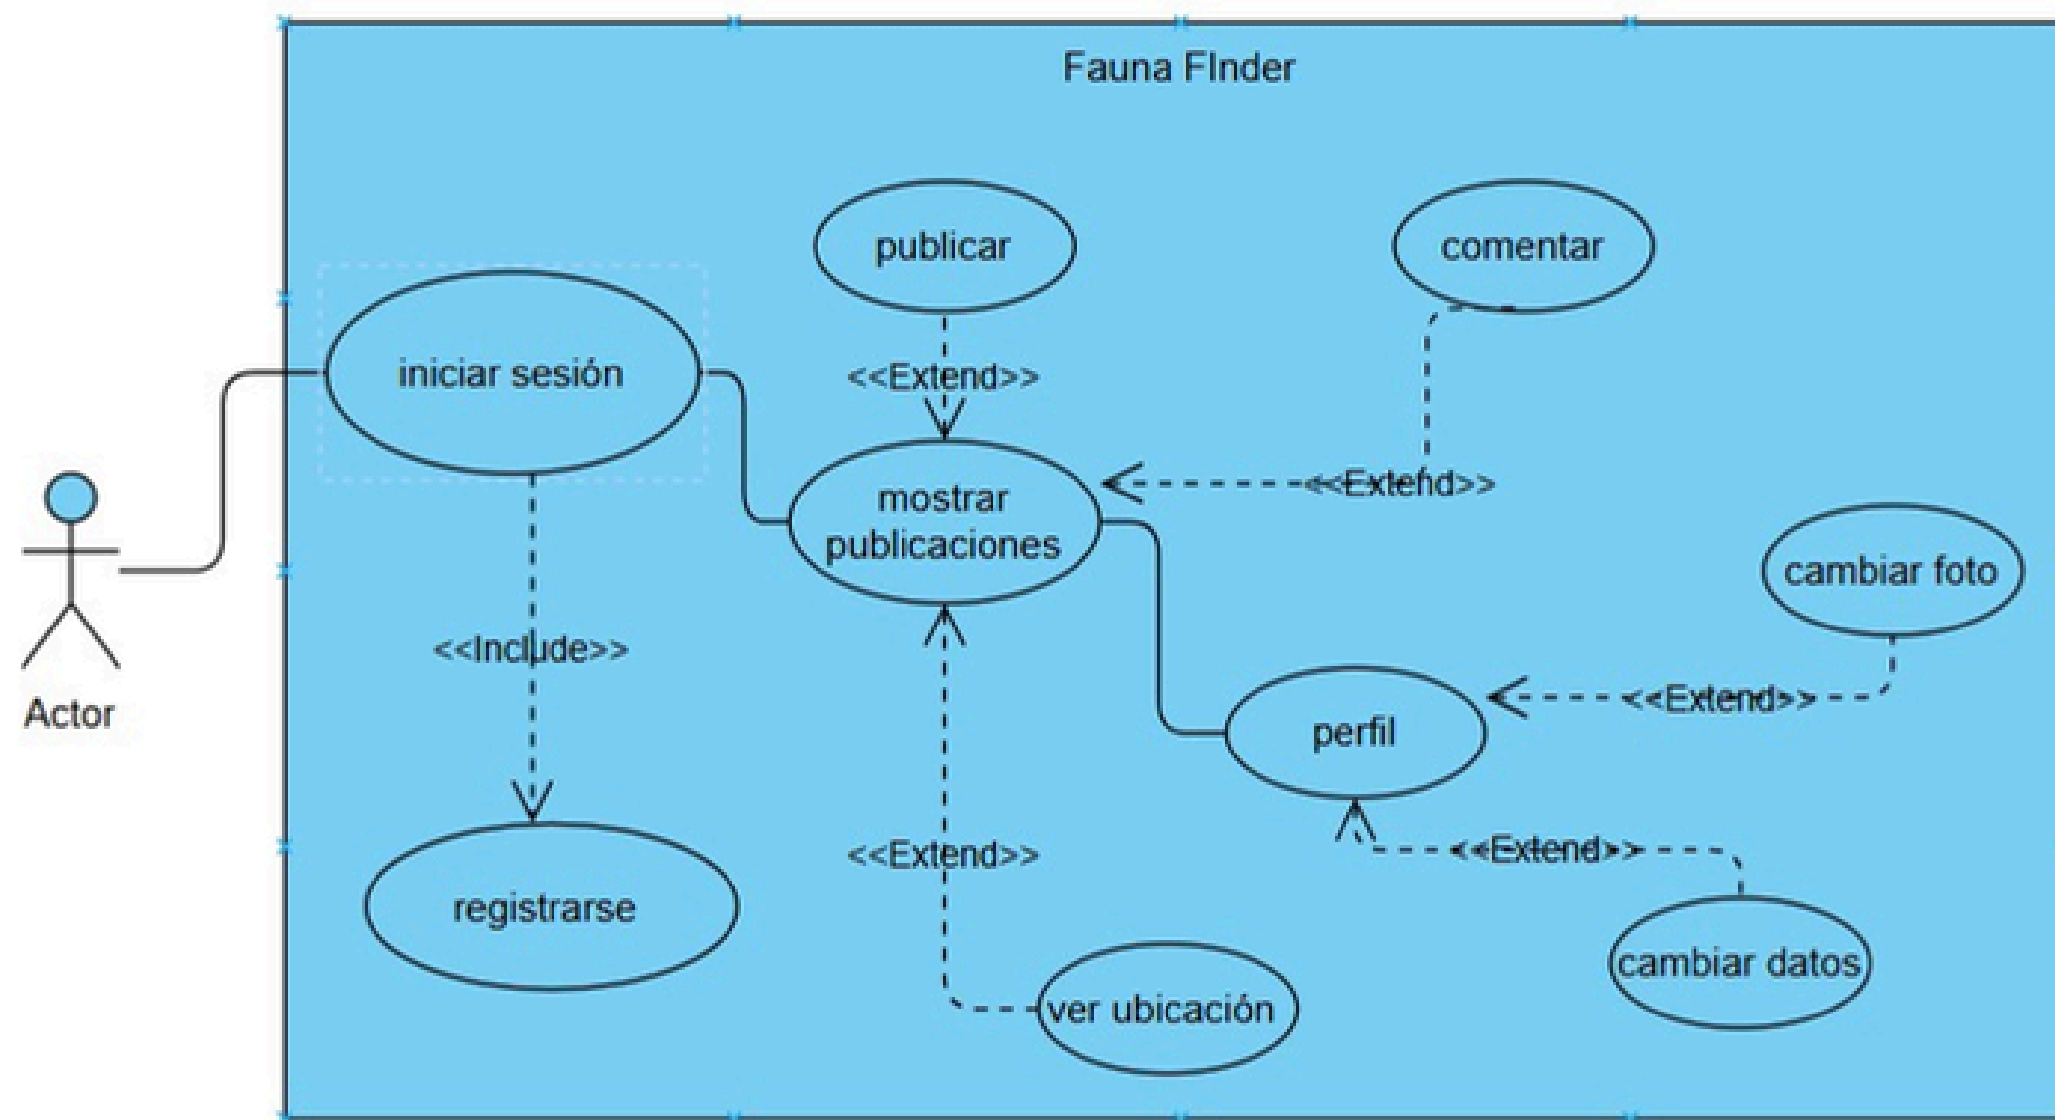 Fauna FInder
publicar
comentar
iniciar sesión
<<Extend>>
<<Extend>>
mostrar
publicaciones
cambiar foto
<<Include>>
<<Extend>>
Actor
perfil
<<Extend>>
<<Extend>>
registrarse
cambiar datos
ver ubicación